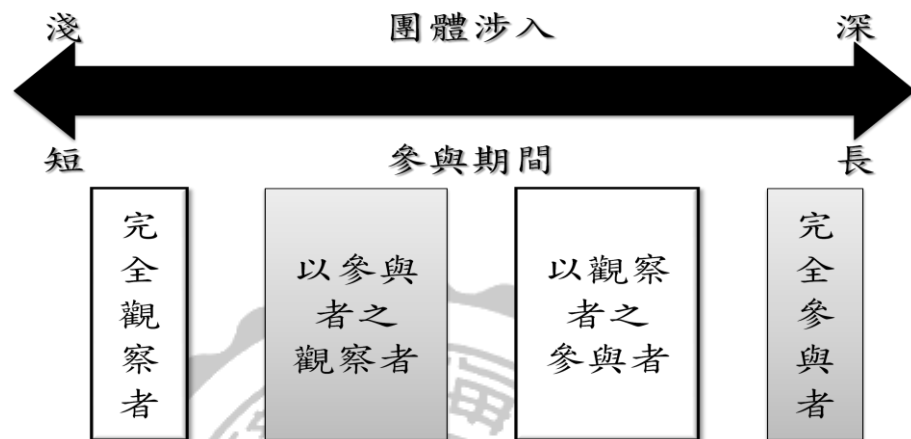 淺 團體涉入 深
短 參與期間 長
完全觀察者
以參與
者之
觀察者
以觀察
者之
參與者
完全參與者